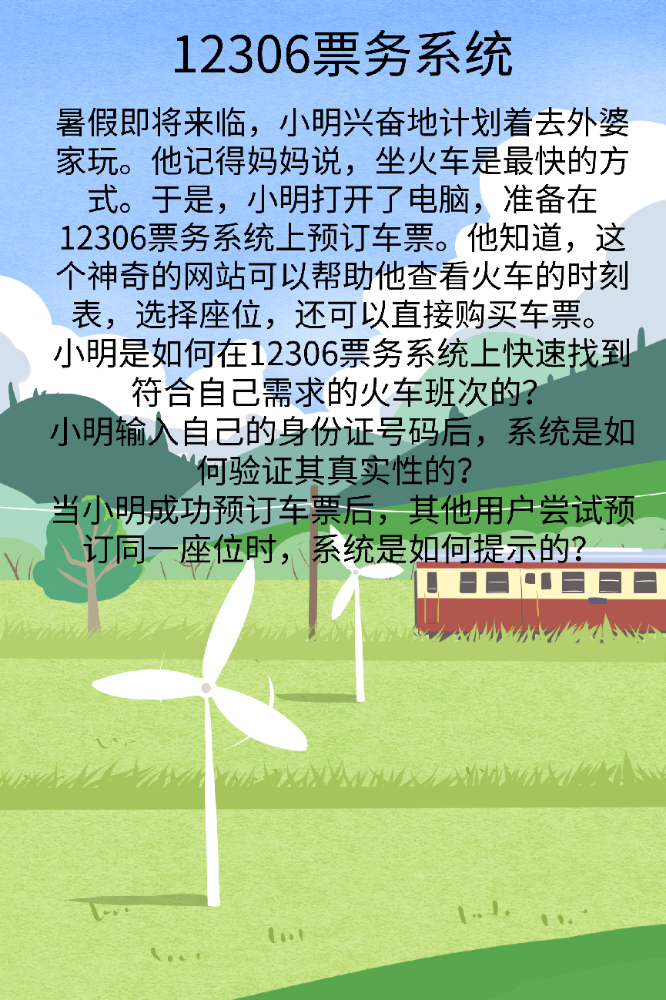 12306票务系统
暑假即将来临，小明兴奋地计划着去外婆
家玩。他记得妈妈说，坐火车是最快的方
式。于是，小明打开了电脑，准备在
12306票务系统上预订车票。他知道，这
个神奇的网站可以帮助他查看火车的时刻
表，选择座位，还可以直接购买车票。
小明是如何在12306票务系统上快速找到
符合自己需求的火车班次的？
小明输入自己的身份证号码后，系统是如
何验证其真实性的？
当小明成功预订车票后，其他用户尝试预
订同一座位时，系统是如何提示的？